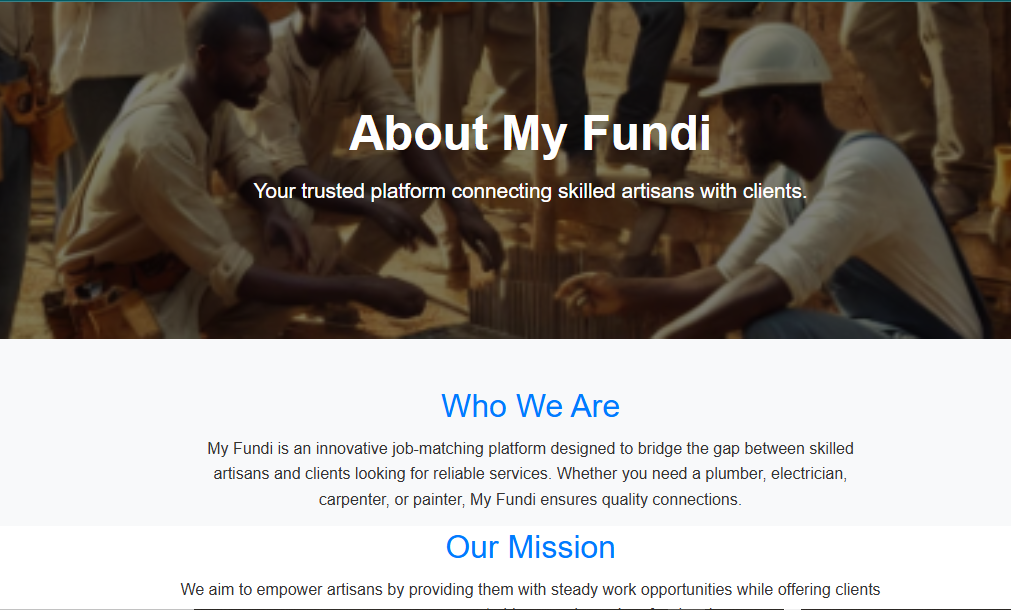 About My Fundi
Your trusted platform connecting skilled artisans with clients.
Who We Are
My Fundi is an innovative job-matching platform designed to bridge the gap between skilled
artisans and clients looking for reliable services. Whether you need a plumber, electrician,
carpenter, or painter, My Fundi ensures quality connections.
Our Mission
We aim to empower artisans by providing them with steady work opportunities while offering clients